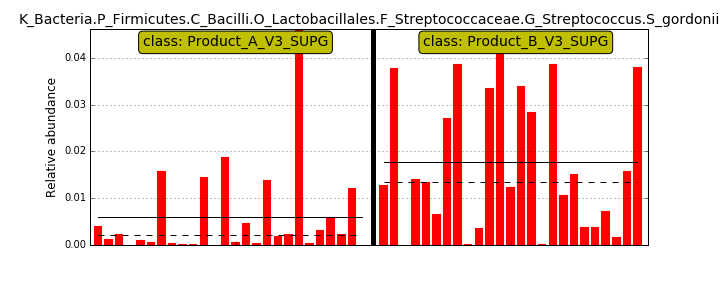 K_Bacteria.P_Firmicutes.C_Bacilli.O_Lactobacillales.F_Streptococcaceae.G_Streptococcus.S_gordonii
class: Product_A_V3_SUPG
class: Product_B_V3_SUPG
Relative abundance
0.04
0.03
0.02
0.01
0.00